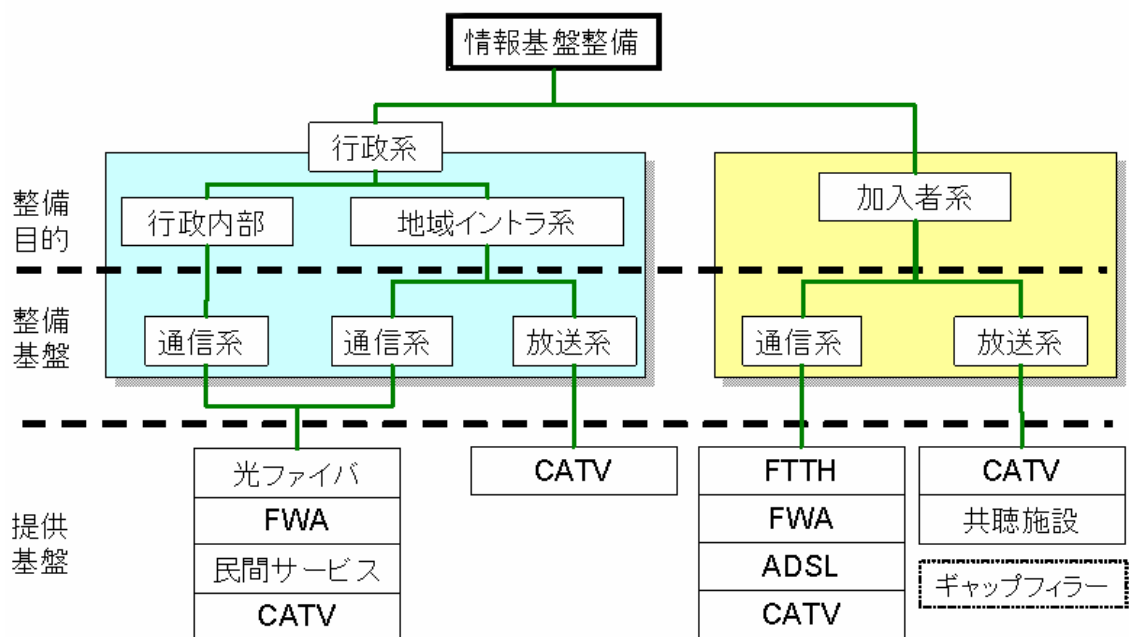 情報基盤整備
行政系
整備
目的
行政内部
地域イントラ系
加入者系
整備
基盤
通信系
通信系
放送系
通信系
放送系
提供
基盤
光ファイバ
FWA
民間サービス
CATV
CATV
FTTH
FWA
ADSL
CATV
CATV
共聴施設
ギャップフィラー